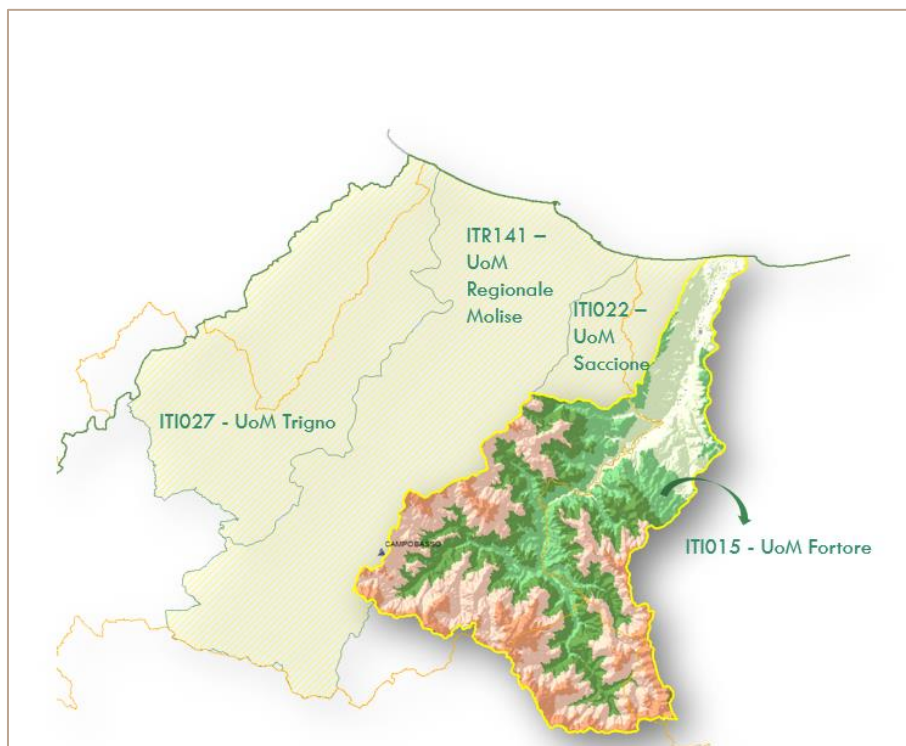 ITR141 –
UoM
Regionale
Molise
ITI022 –
UoM
Saccione
ITI027 - UoM Trigno
CAMPOBASSO
ITI015 - UoM Fortore